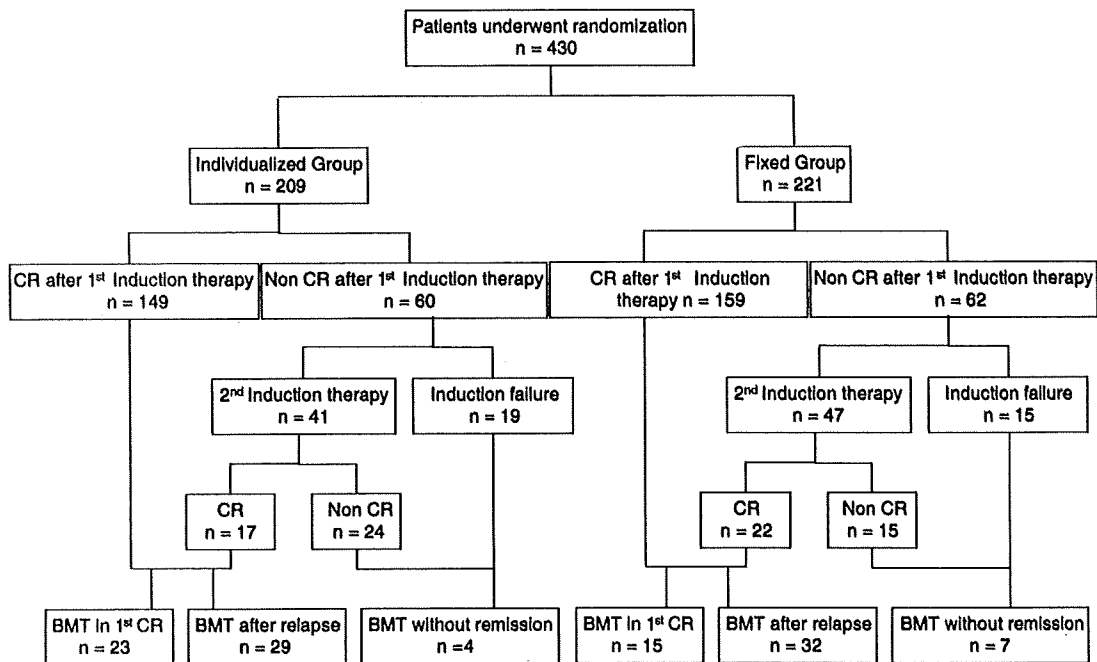 Patients underwent randomization
n = 430
Individualized Group
n = 209
Fixed Group
n = 221
CR after 1st Induction therapy
n = 149
Non CR after 1st Induction therapy
n = 60
CR after 1st Induction
therapy n = 159
Non CR after 1st Induction therapy
n = 62
2nd Induction therapy
n = 41
Induction failure
n = 19
2nd Induction therapy
n = 47
Induction failure
n = 15
CR
n = 17
Non CR
n = 24
CR
n = 22
Non CR
n = 15
BMT in 1st CR
n = 23
BMT after relapse
n = 29
BMT without remission
n =4
BMT in 1st CR
n = 15
BMT after relapse
n = 32
BMT without remission
n = 7